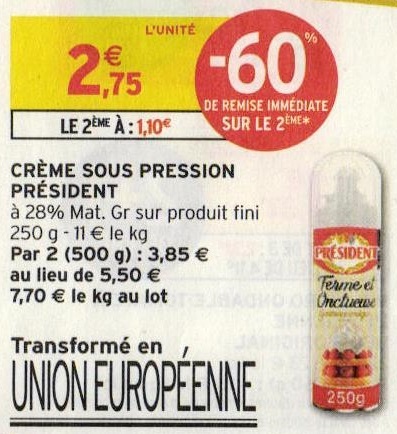 L'UNITÉ
2,€75
-60%
DE REMISE IMMÉDIATE
SUR LE 2ÈME*
LE 2ÈME À : 1,10€
CRÈME SOUS PRESSION
PRÉSIDENT
à 28% Mat. Gr sur produit fini
250 g - 11 € le kg
Par 2 (500 g) : 3,85 €
au lieu de 5,50 €
7,70 € le kg au lot
PRÉSIDENT
Ferme et
Onctueuse
250g
Transformé en
UNION EUROPÉENNE